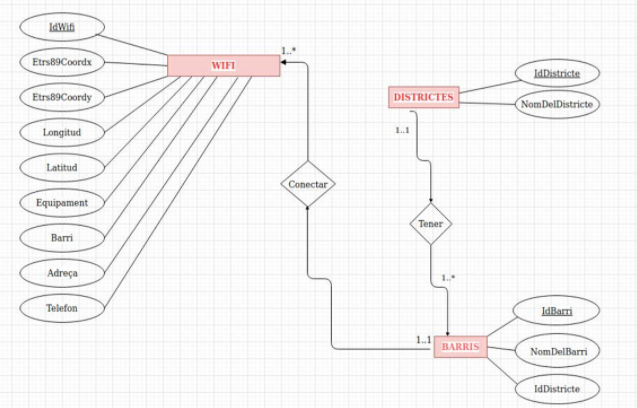 IdWifi
Etrs89Coordx
Etrs89Coordy
Longitud
Latitud
Equipament
Barri
Adreça
Telefon
WIFI
1..*
Conectar
1..1
DISTRICTES
IdDistricte
NomDelDistricte
1..1
Tener
1..*
BARRIS
IdBarri
NomDelBarri
IdDistricte